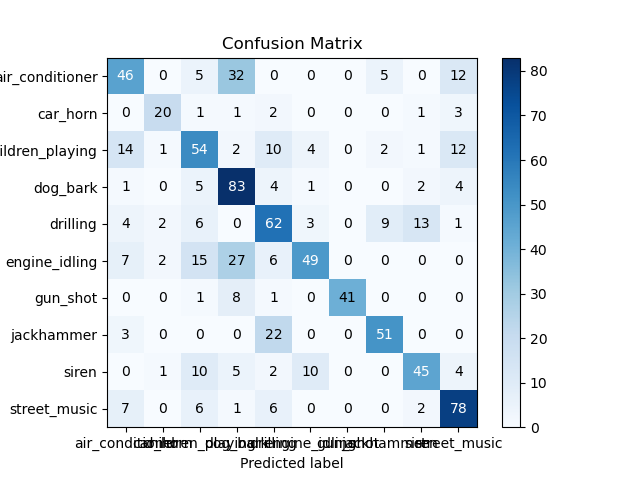 Confusion Matrix
air_conditioner 46 0 5 32 0 0 0 5 0 12
car_horn 0 20 1 1 2 0 0 0 1 3
ildren_playing 14 1 54 2 10 4 0 2 1 12
dog_bark 1 0 5 83 4 1 0 0 2 4
drilling 4 2 6 0 62 3 0 9 13 1
engine_idling 7 2 15 27 6 49 0 0 0 0
gun_shot 0 0 1 8 1 0 41 0 0 0
jackhammer 3 0 0 0 22 0 0 51 0 0
siren 0 1 10 5 2 10 0 0 45 4
street_music 7 0 6 1 6 0 0 0 2 78
80
70
60
50
40
30
20
10
0
street_music
Predicted label